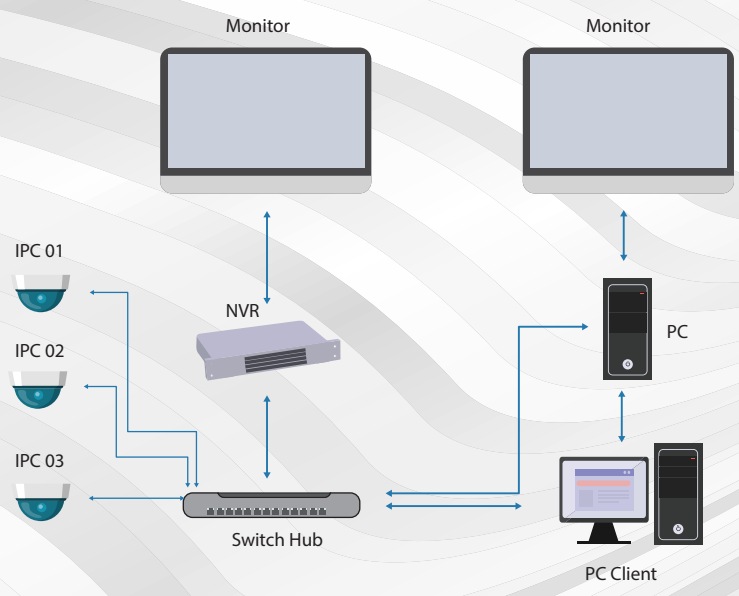 Monitor
Monitor
IPC 01
NVR
PC
IPC 02
IPC 03
Switch Hub
PC Client